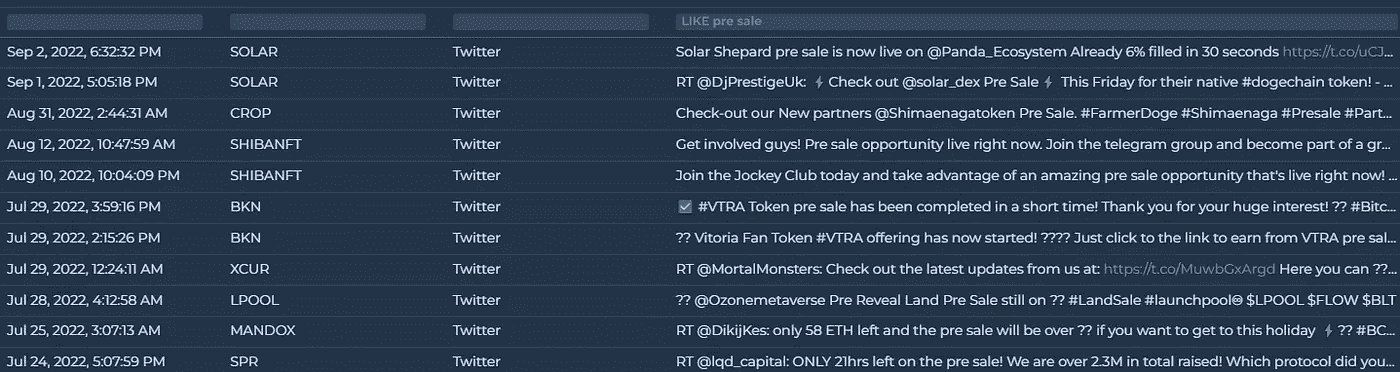 LIKE pre sale
Sep 2, 2022, 6:32:32 PM SOLAR Twitter Solar Shepard pre sale is now live on @Panda_Ecosystem Already 6% filled in 30 seconds https://t.co/uCJ...
Sep 1, 2022, 5:05:18 PM SOLAR Twitter RT @DjPrestigeUk: ⚡ Check out @solar_dex Pre Sale ⚡ This Friday for their native #dogechain token! - ...
Aug 31, 2022, 2:44:31 AM CROP Twitter Check-out our New partners @Shimaenagatoken Pre Sale. #FarmerDoge #Shimaenaga #Presale #Part...
Aug 12, 2022, 10:47:59 AM SHIBANFT Twitter Get involved guys! Pre sale opportunity live right now. Join the telegram group and become part of a gr...
Aug 10, 2022, 10:04:09 PM SHIBANFT Twitter Join the Jockey Club today and take advantage of an amazing pre sale opportunity that's live right now! ...
Jul 29, 2022, 3:59:16 PM BKN Twitter ☑ #VTRA Token pre sale has been completed in a short time! Thank you for your huge interest! ?? #Bitc...
Jul 29, 2022, 2:15:26 PM BKN Twitter ?? Vitoria Fan Token #VTRA offering has now started! ???? Just click to the link to earn from VTRA pre sal...
Jul 29, 2022, 12:24:11 AM XCUR Twitter RT @MortalMonsters: Check out the latest updates from us at: https://t.co/MuwbGxArgd Here you can ??...
Jul 28, 2022, 4:12:58 AM LPOOL Twitter ?? @Ozonemetaverse Pre Reveal Land Pre Sale still on ?? #LandSale #launchpool® $LPOOL $FLOW $BLT
Jul 25, 2022, 3:07:13 AM MANDOX Twitter RT @DikijKes: only 58 ETH left and the pre sale will be over ?? if you want to get to this holiday ⚡?? #BC...
Jul 24, 2022, 5:07:59 PM SPR Twitter RT @lqd_capital: ONLY 21hrs left on the pre sale! We are over 2.3M in total raised! Which protocol did you...